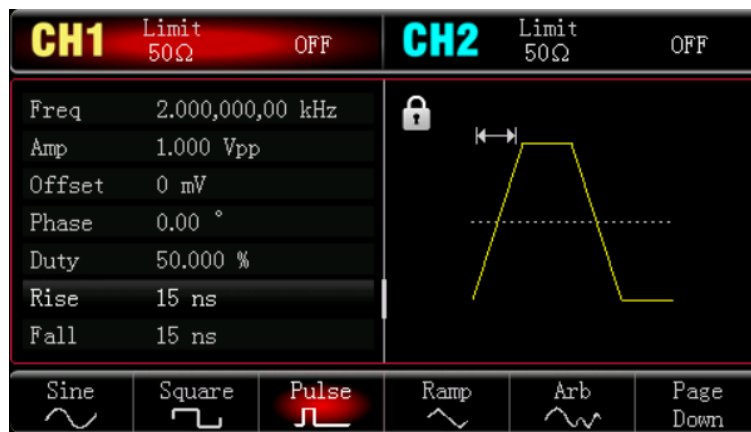 CH1 Limit 50Ω OFF
CH2 Limit 50Ω OFF
Freq 2.000,000,00 kHz
Amp 1.000 Vpp
Offset 0 mV
Phase 0.00 °
Duty 50.000 %
Rise 15 ns
Fall 15 ns
Sine
Square
Pulse
Ramp
Arb
Page Down